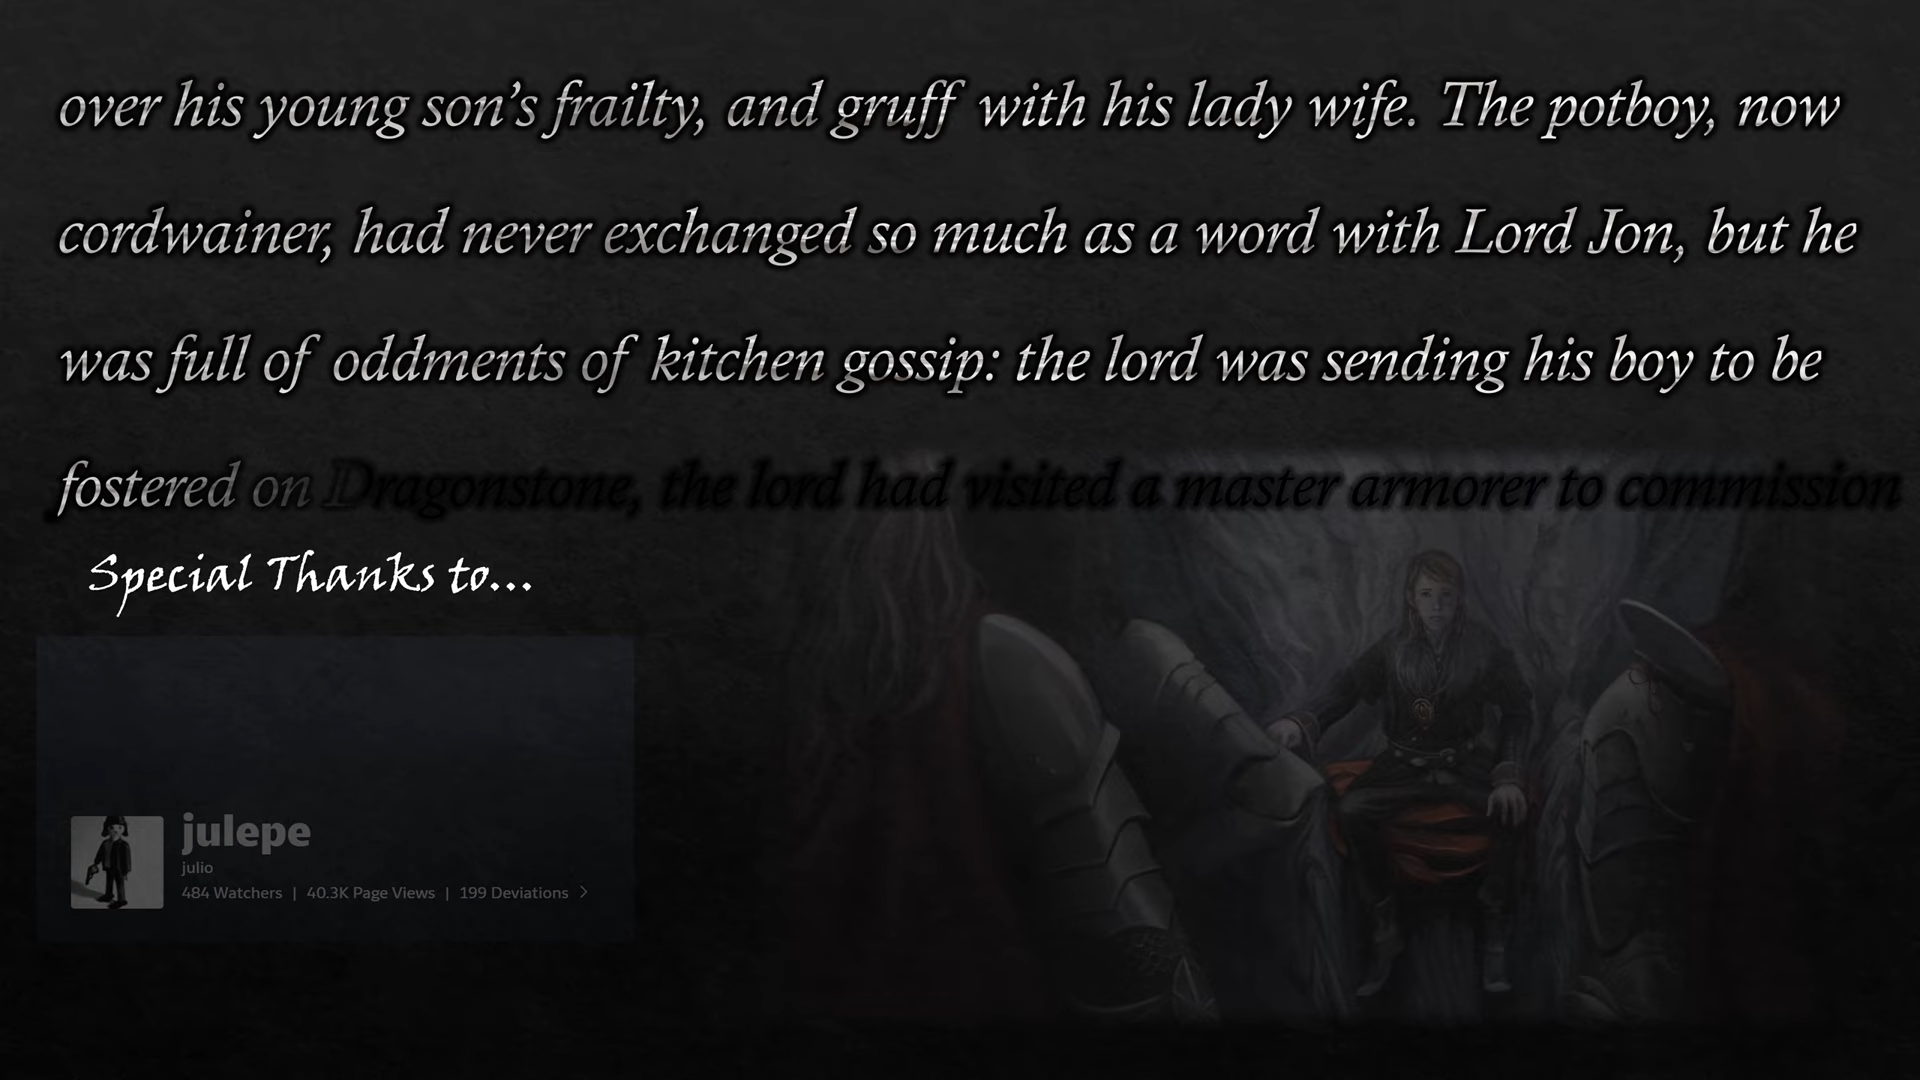 over his young son’s frailty, and gruff with his lady wife. The potboy, now
cordwainer, had never exchanged so much as a word with Lord Jon, but he
was full of oddments of kitchen gossip: the lord was sending his boy to be
fostered on Dragonstone, the lord had visited a master armorer to commission
Special Thanks to...
julepe
julio
484 Watchers | 40.3K Page Views | 199 Deviations >